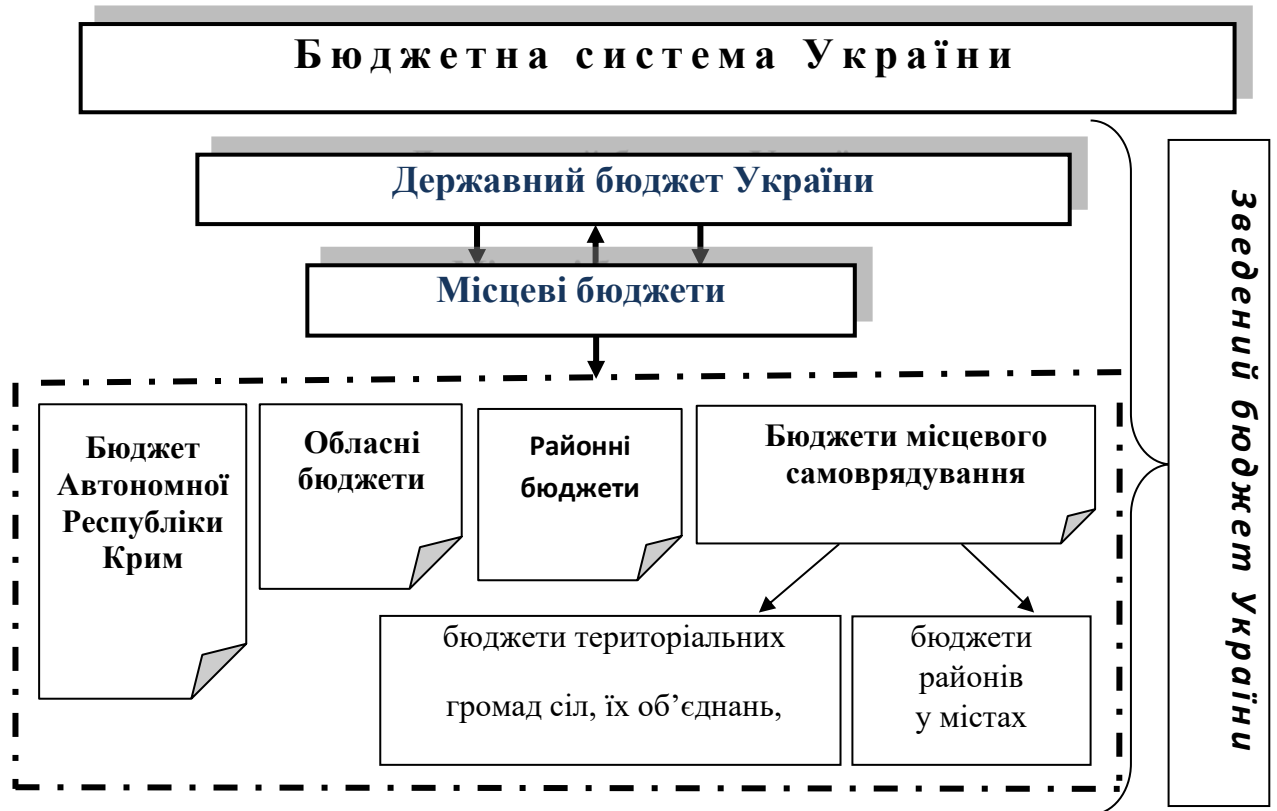 Бюджетна система України
Державний бюджет України
Місцеві бюджети
Бюджет
Автономної
Республіки
Крим
Обласні
бюджети
Районні
бюджети
Бюджети місцевого
самоврядування
бюджети територіальних
громад сіл, їх об’єднань,
бюджети
районів
у містах
Зведений бюджет України